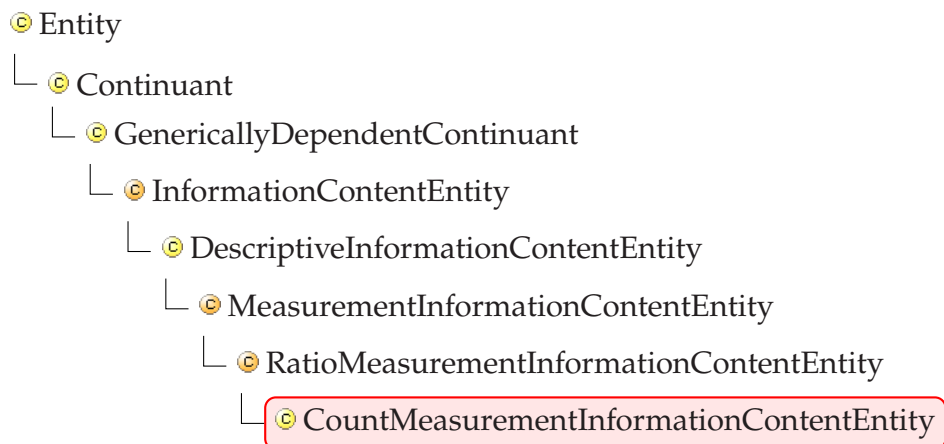 C Entity
C Continuant
C GenericallyDependentContinuant
C InformationContentEntity
C DescriptiveInformationContentEntity
C MeasurementInformationContentEntity
C RatioMeasurementInformationContentEntity
C CountMeasurementInformationContentEntity